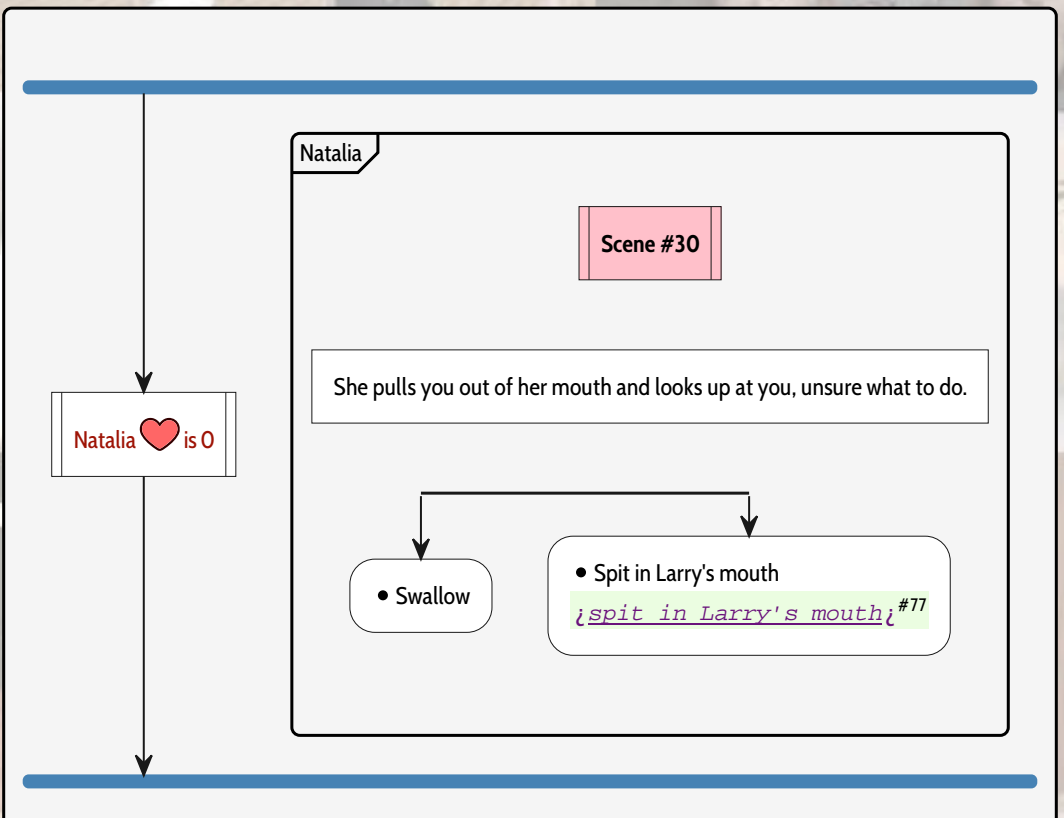 Natalia
Scene #30
She pulls you out of her mouth and looks up at you, unsure what to do.
Natalia is 0
• Swallow
• Spit in Larry's mouth
¿spit in Larry's mouth¿#77